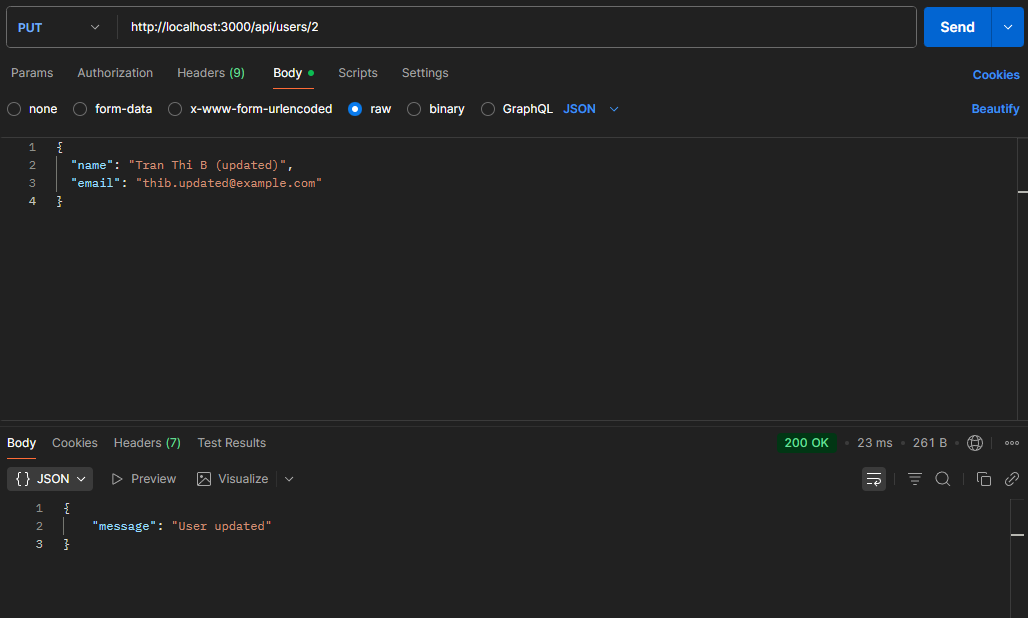 PUT http://localhost:3000/api/users/2 Send
Params Authorization Headers (9) Body Scripts Settings Cookies
none form-data x-www-form-urlencoded raw binary GraphQL JSON Beautify
1 {
2 "name": "Tran Thi B (updated)",
3 "email": "thib.updated@example.com"
4 }
Body Cookies Headers (7) Test Results 200 OK • 23 ms • 261 B •
{} JSON Preview Visualize
1 {
2 "message": "User updated"
3 }